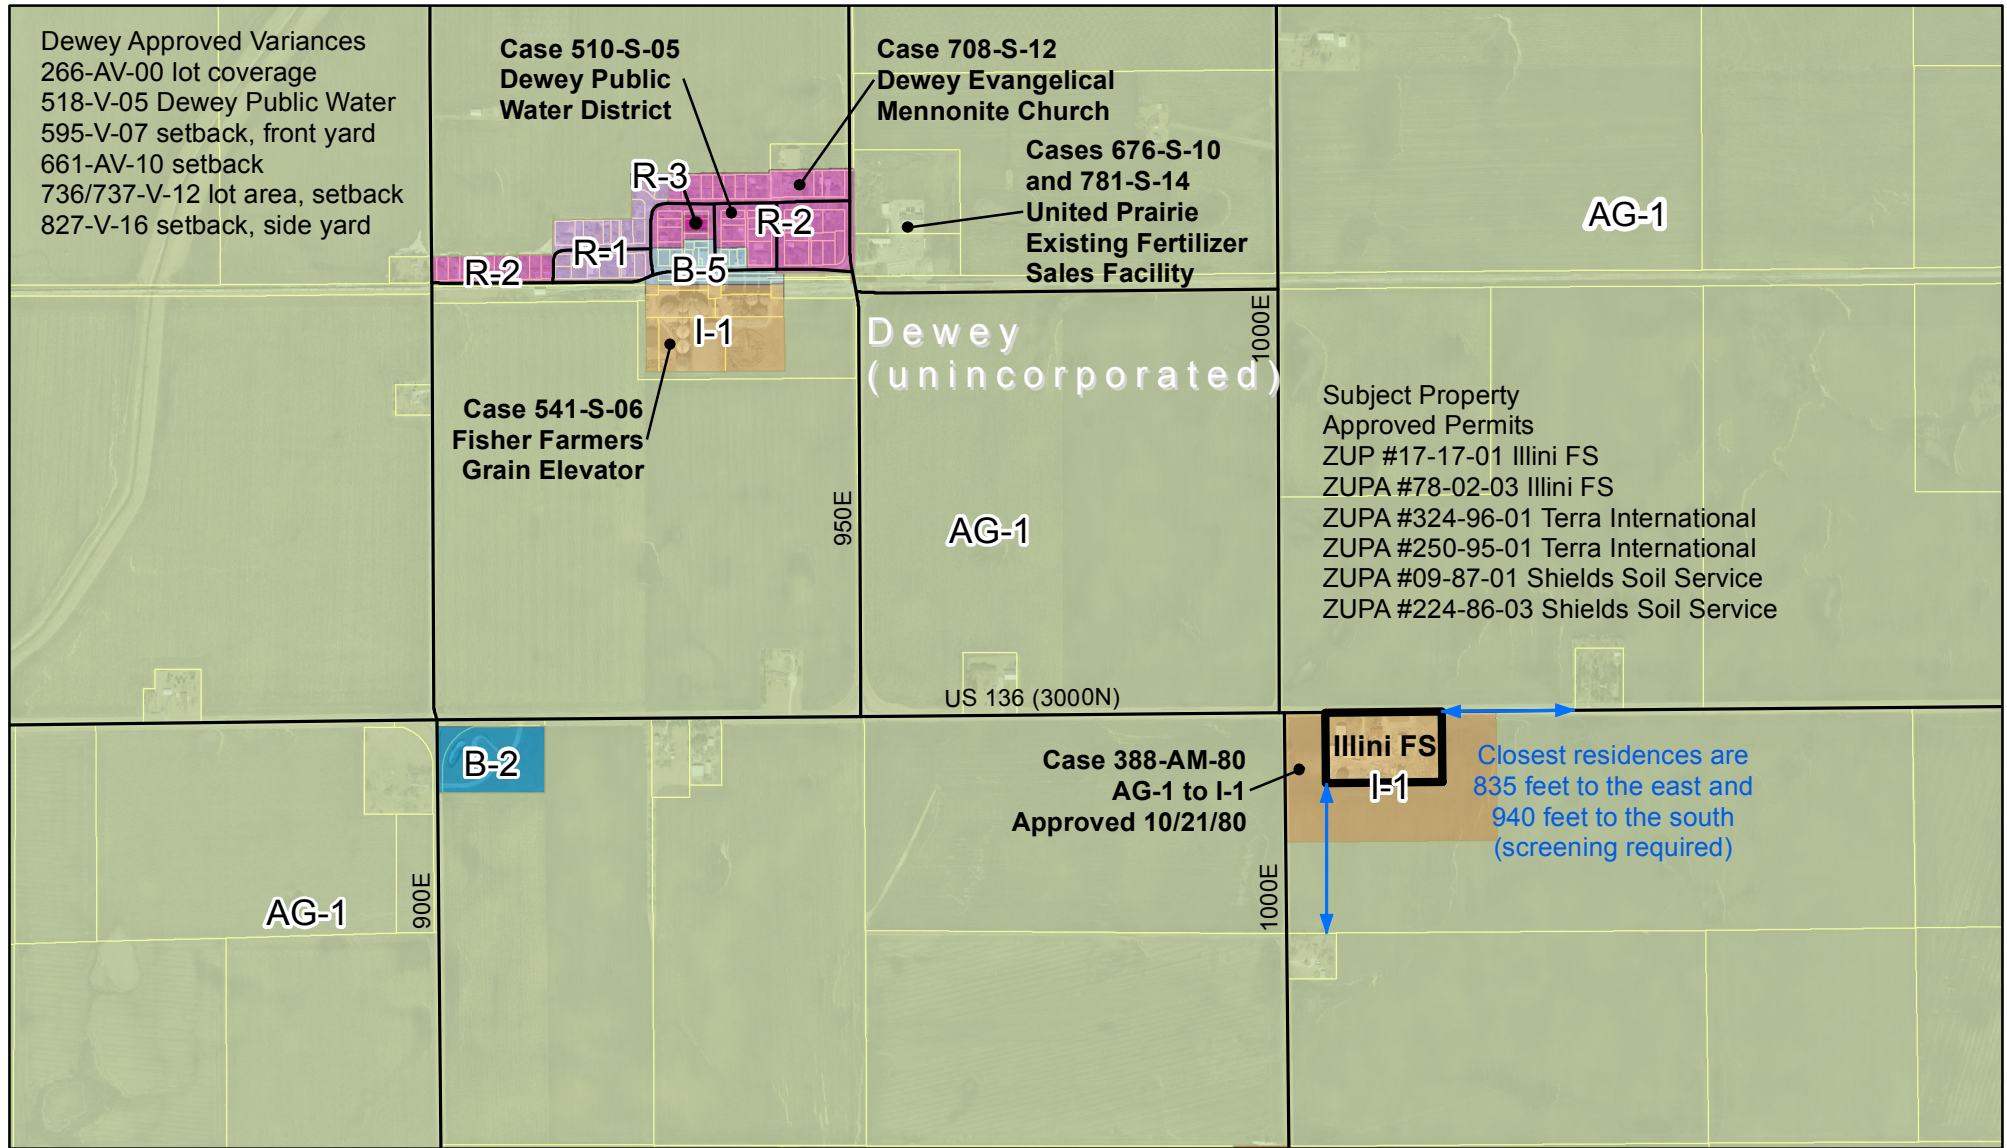 Dewey Approved Variances
266-AV-00 lot coverage
518-V-05 Dewey Public Water
595-V-07 setback, front yard
661-AV-10 setback
736/737-V-12 lot area, setback
827-V-16 setback, side yard
Case 510-S-05
Dewey Public
Water District
Case 708-S-12
Dewey Evangelical
Mennonite Church
Cases 676-S-10
and 781-S-14
United Prairie
Existing Fertilizer
Sales Facility
R-3
R-2
R-1
R-2
B-5
I-1
AG-1
Dewey
(unincorporated)
1000E
Case 541-S-06
Fisher Farmers
Grain Elevator
950E
AG-1
Subject Property
Approved Permits
ZUP #17-17-01 Illini FS
ZUPA #78-02-03 Illini FS
ZUPA #324-96-01 Terra International
ZUPA #250-95-01 Terra International
ZUPA #09-87-01 Shields Soil Service
ZUPA #224-86-03 Shields Soil Service
US 136 (3000N)
B-2
Case 388-AM-80
AG-1 to I-1
Approved 10/21/80
Illini FS
I-1
Closest residences are
835 feet to the east and
940 feet to the south
(screening required)
AG-1
900E
1000E